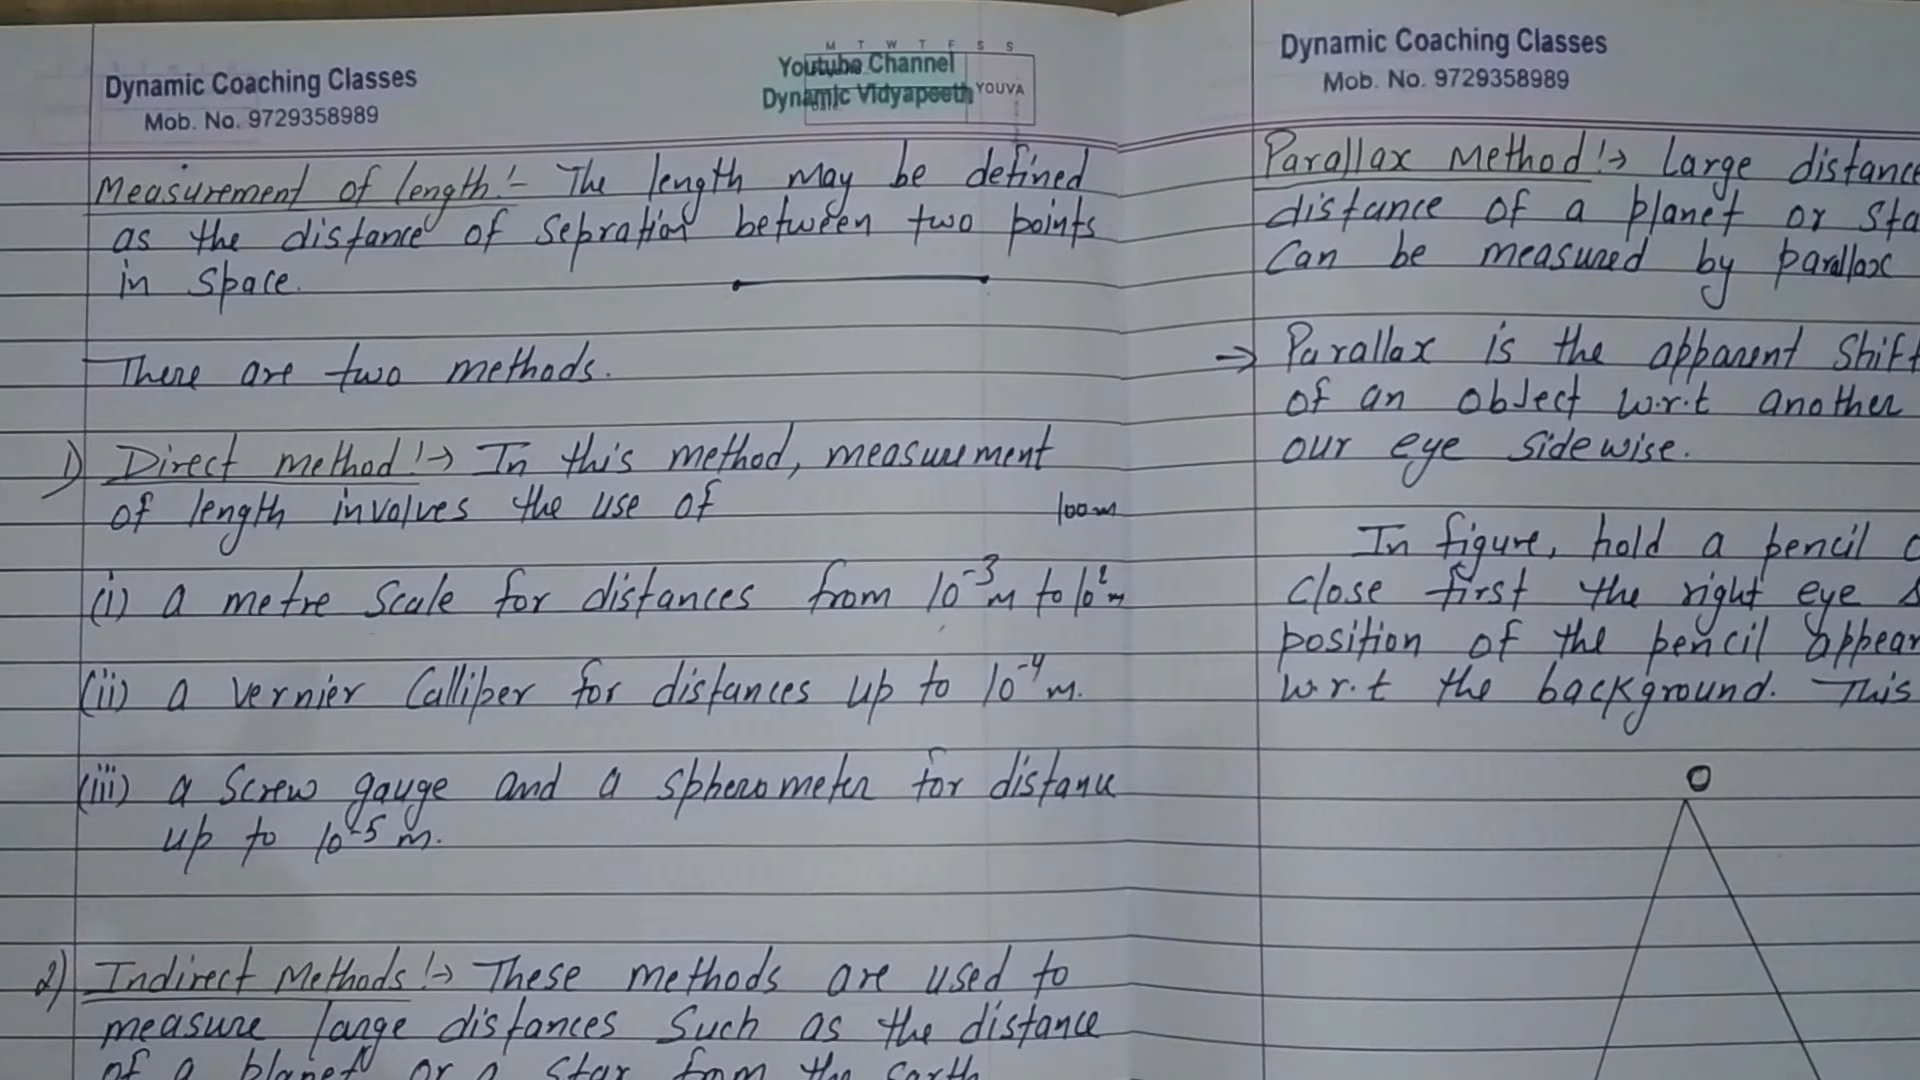 Dynamic Coaching Classes
Mob. No. 9729358989
M T W T F S S
Youtube Channel
Dynamic Vidyapeeth
YOUVA
Measurement of length:- The length may be defined
as the distance of sepration between two points
in space.
There are two methods.
1) Direct method:→ In this method, measurement
of length involves the use of
100m
(i) a metre scale for distances from 10⁻³m to 10²m
(ii) a vernier Calliper for distances up to 10⁻⁴m.
(iii) a screw gauge and a spherometer for distance
up to 10⁻⁵m.
2) Indirect Methods:→ These methods are used to
measure large distances such as the distance
of a planet or a star from the earth
Dynamic Coaching Classes
Mob. No. 9729358989
Parallax Method:→ Large distance
distance of a planet or sta
can be measured by parallax
→ Parallax is the apparent shift
of an object w.r.t another
our eye sidewise.
In figure, hold a pencil
close first the right eye
position of the pencil appear
w.r.t the background. This
O